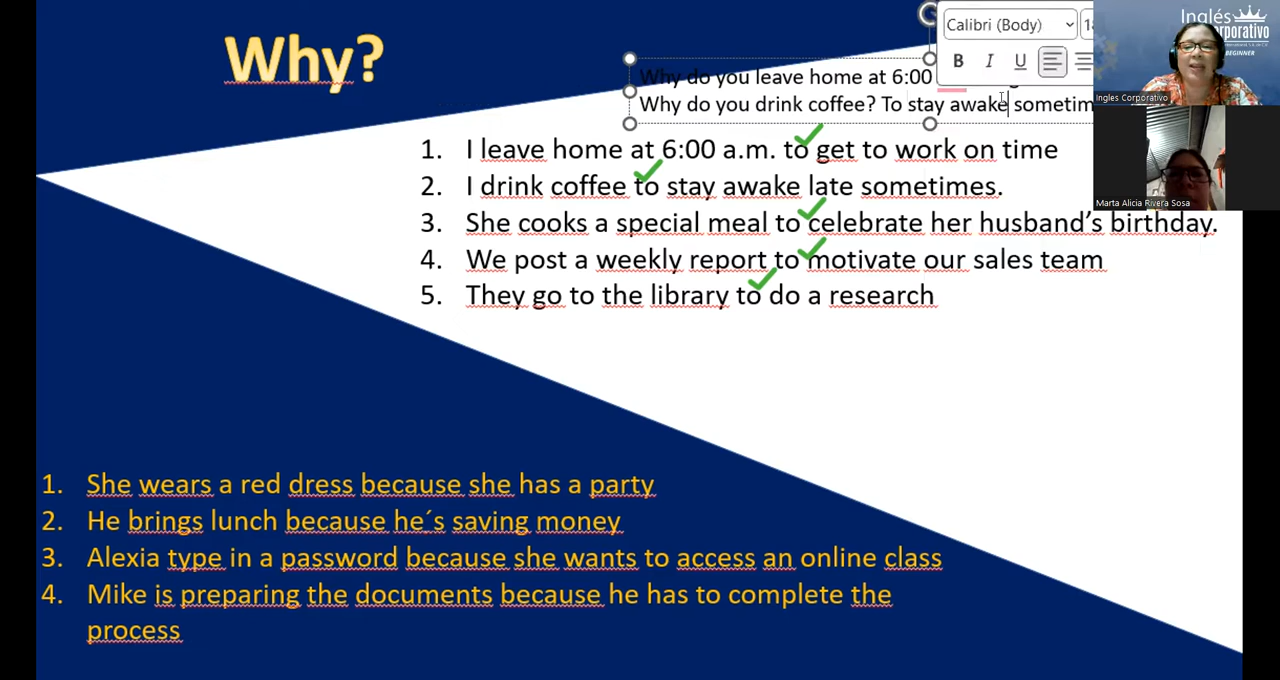 Why?
Calibri (Body)
B I U
Why do you leave home at 6:00
Why do you drink coffee? To stay awake sometim
1. I leave home at 6:00 a.m. to get to work on time
2. I drink coffee to stay awake late sometimes.
3. She cooks a special meal to celebrate her husband’s birthday.
4. We post a weekly report to motivate our sales team
5. They go to the library to do a research
1. She wears a red dress because she has a party
2. He brings lunch because he´s saving money
3. Alexia type in a password because she wants to access an online class
4. Mike is preparing the documents because he has to complete the
process
Inglés
Corporativo
BEGINNER
Ingles Corporativo
Marta Alicia Rivera Sosa